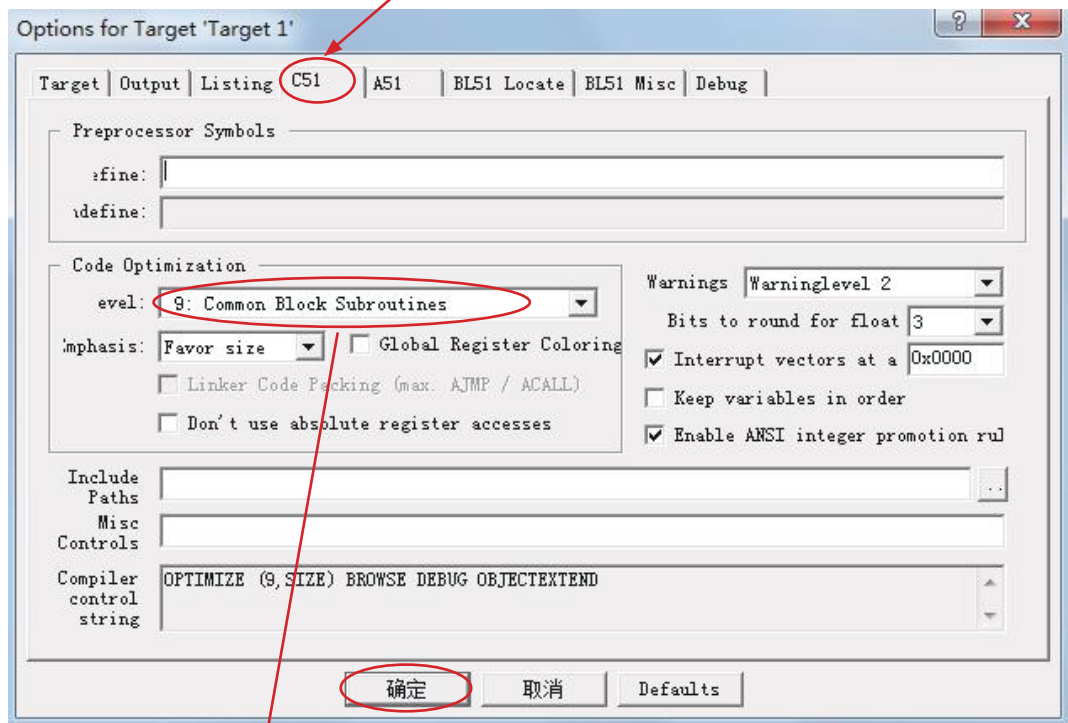 Options for Target 'Target 1'
Target Output Listing C51 A51 BL51 Locate BL51 Misc Debug
Preprocessor Symbols
efine:
ndefine:
Code Optimization
evel: 9: Common Block Subroutines
mphasis: Favor size Global Register Coloring
Linker Code Packing (max. AJMP / ACALL)
Don't use absolute register accesses
Warnings Warninglevel 2
Bits to round for float 3
Interrupt vectors at a 0x0000
Keep variables in order
Enable ANSI integer promotion rul
Include
Paths
..
Misc
Controls
Compiler
control
string
OPTIMIZE (9,SIZE) BROWSE DEBUG OBJECTEXTEND
确定 取消 Defaults